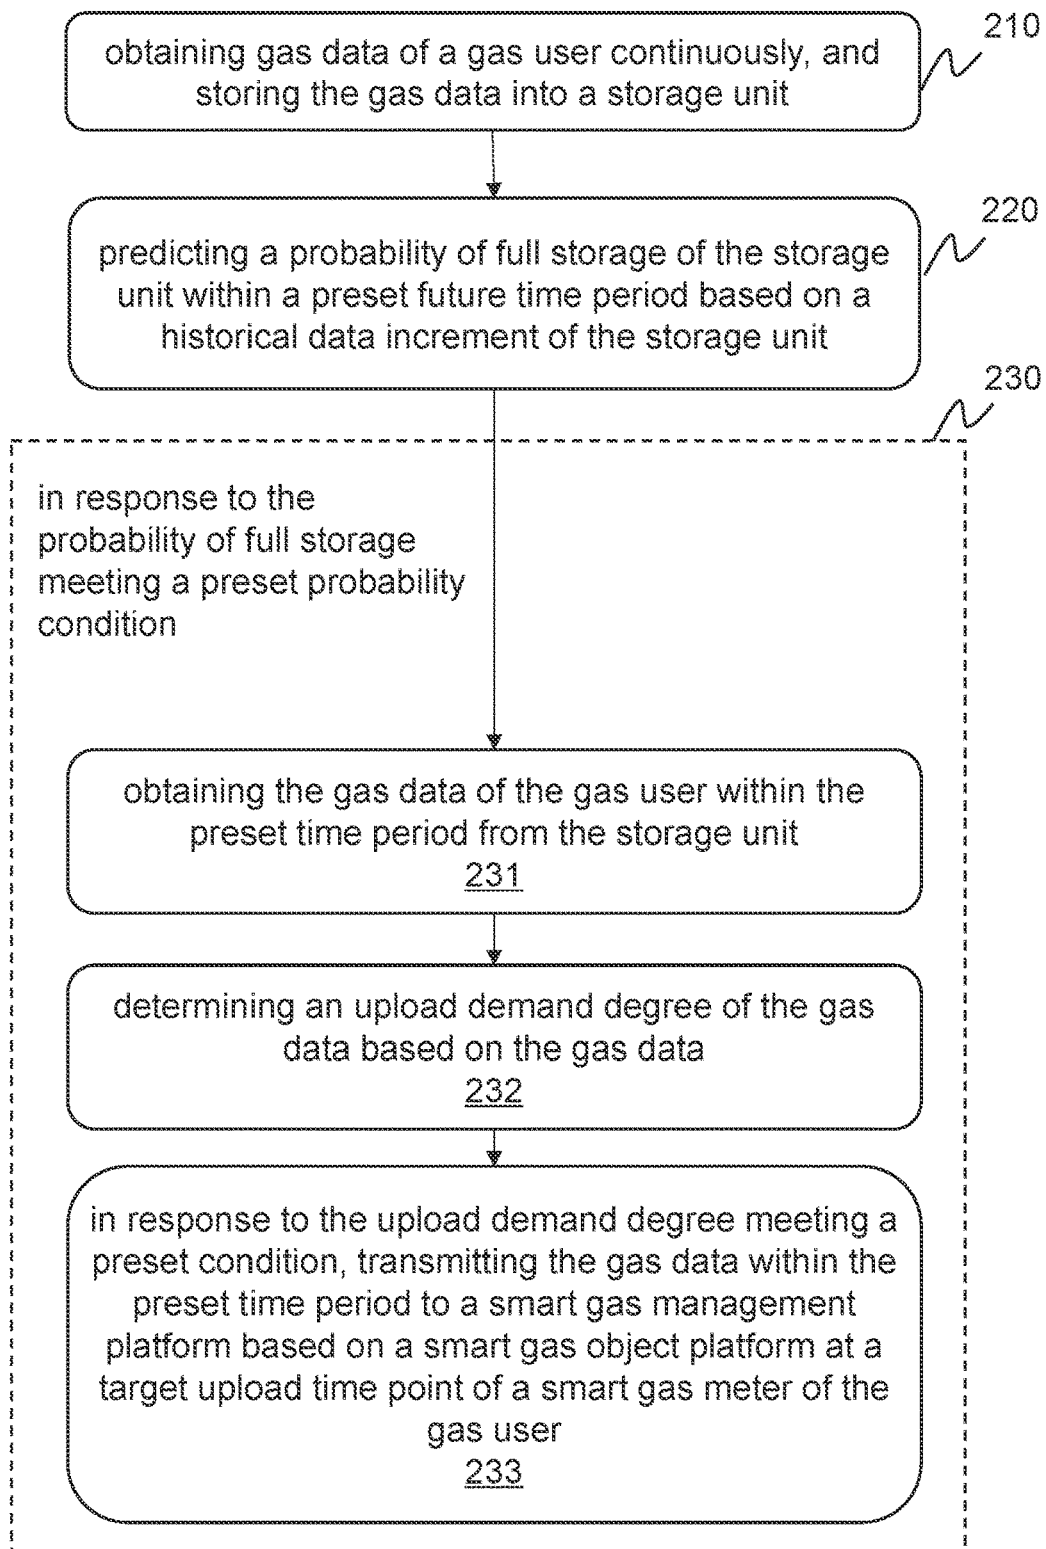 210
obtaining gas data of a gas user continuously, and
storing the gas data into a storage unit
220
predicting a probability of full storage of the storage
unit within a preset future time period based on a
historical data increment of the storage unit
230
in response to the
probability of full storage
meeting a preset probability
condition
obtaining the gas data of the gas user within the
preset time period from the storage unit
231
determining an upload demand degree of the gas
data based on the gas data
232
in response to the upload demand degree meeting a
preset condition, transmitting the gas data within the
preset time period to a smart gas management
platform based on a smart gas object platform at a
target upload time point of a smart gas meter of the
gas user
233